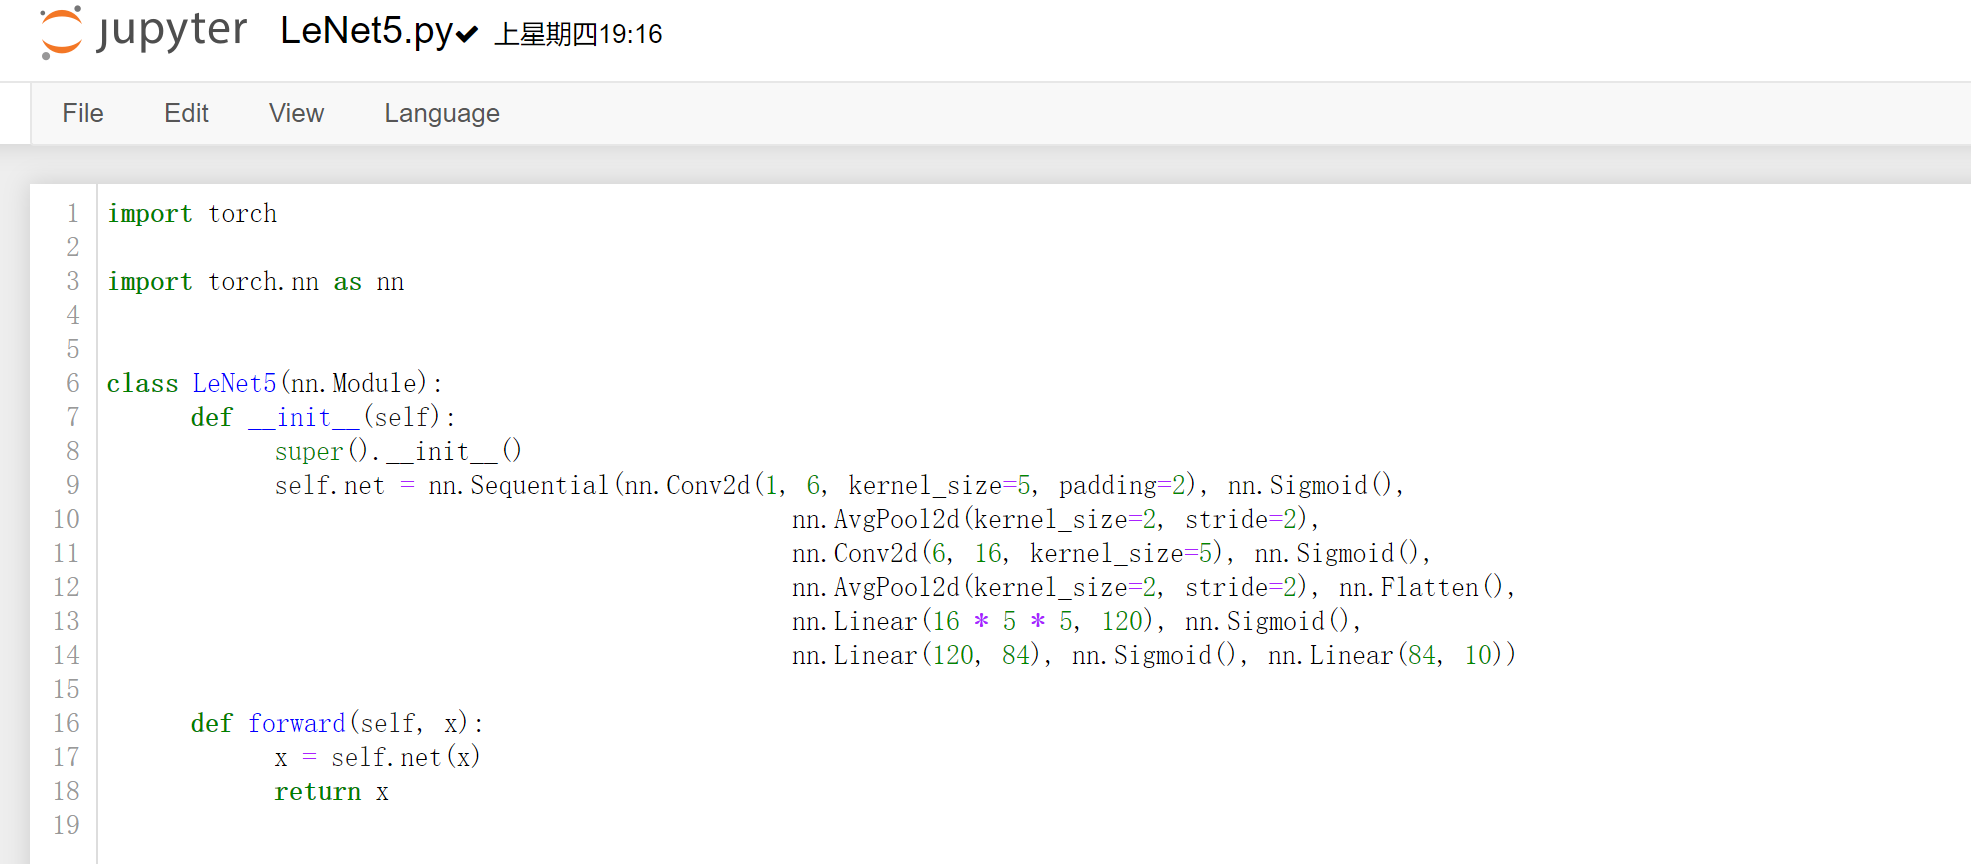 jupyter LeNet5.py✔ 上星期四19:16
File Edit View Language
1 import torch
2
3 import torch.nn as nn
4
5
6 class LeNet5(nn.Module):
7 def __init__(self):
8 super().__init__()
9 self.net = nn.Sequential(nn.Conv2d(1, 6, kernel_size=5, padding=2), nn.Sigmoid(),
10 nn.AvgPool2d(kernel_size=2, stride=2),
11 nn.Conv2d(6, 16, kernel_size=5), nn.Sigmoid(),
12 nn.AvgPool2d(kernel_size=2, stride=2), nn.Flatten(),
13 nn.Linear(16 * 5 * 5, 120), nn.Sigmoid(),
14 nn.Linear(120, 84), nn.Sigmoid(), nn.Linear(84, 10))
15
16 def forward(self, x):
17 x = self.net(x)
18 return x
19